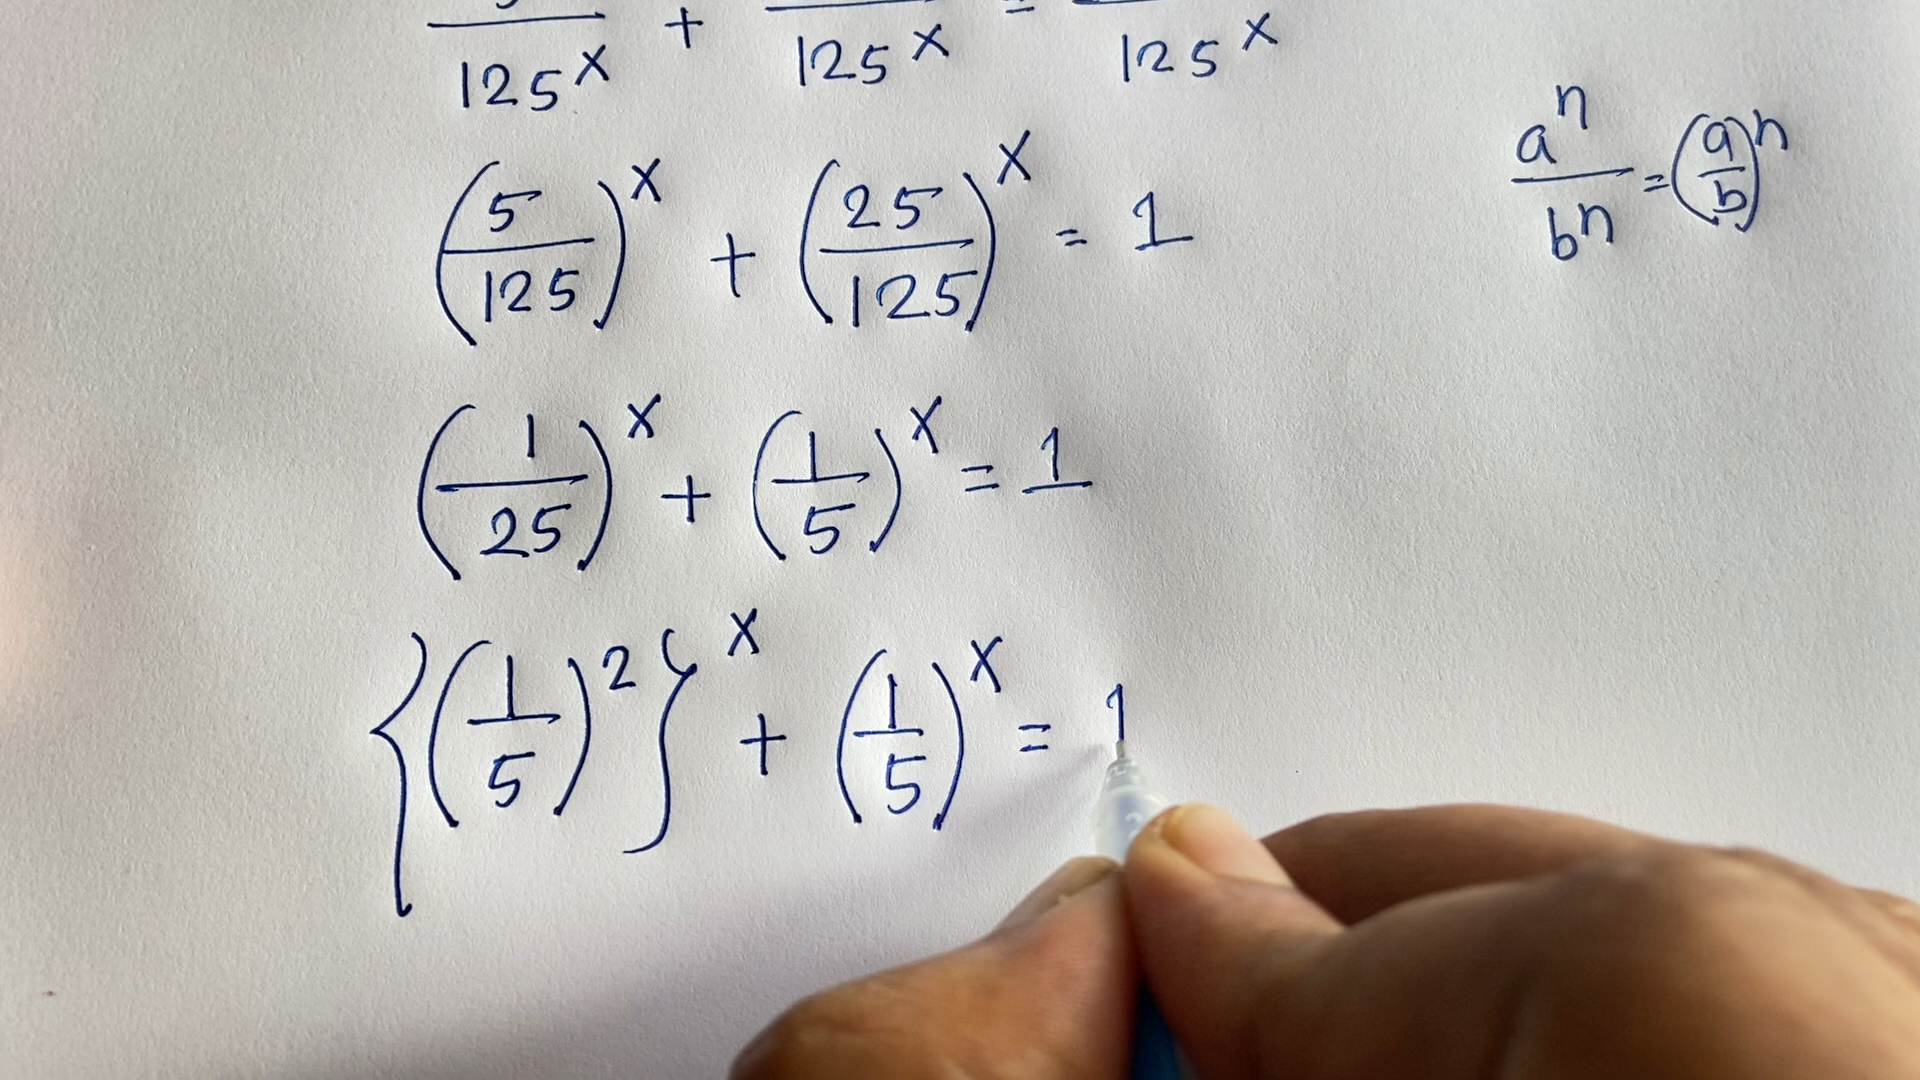 /125^x + /125^x = /125^x
(5/125)^x + (25/125)^x = 1
a^n/b^n = (a/b)^n
(1/25)^x + (1/5)^x = 1
{(1/5)^2}^x + (1/5)^x = 1